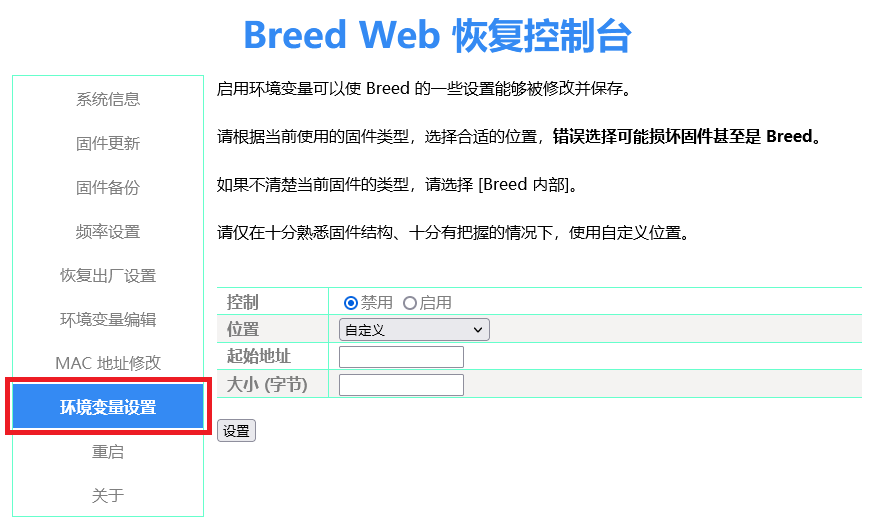 Breed Web 恢复控制台
系统信息
固件更新
固件备份
频率设置
恢复出厂设置
环境变量编辑
MAC 地址修改
环境变量设置
重启
关于
启用环境变量可以使 Breed 的一些设置能够被修改并保存。
请根据当前使用的固件类型，选择合适的位置，错误选择可能损坏固件甚至是 Breed。
如果不清楚当前固件的类型，请选择 [Breed 内部]。
请仅在十分熟悉固件结构、十分有把握的情况下，使用自定义位置。
控制 禁用 启用
位置 自定义
起始地址
大小 (字节)
设置